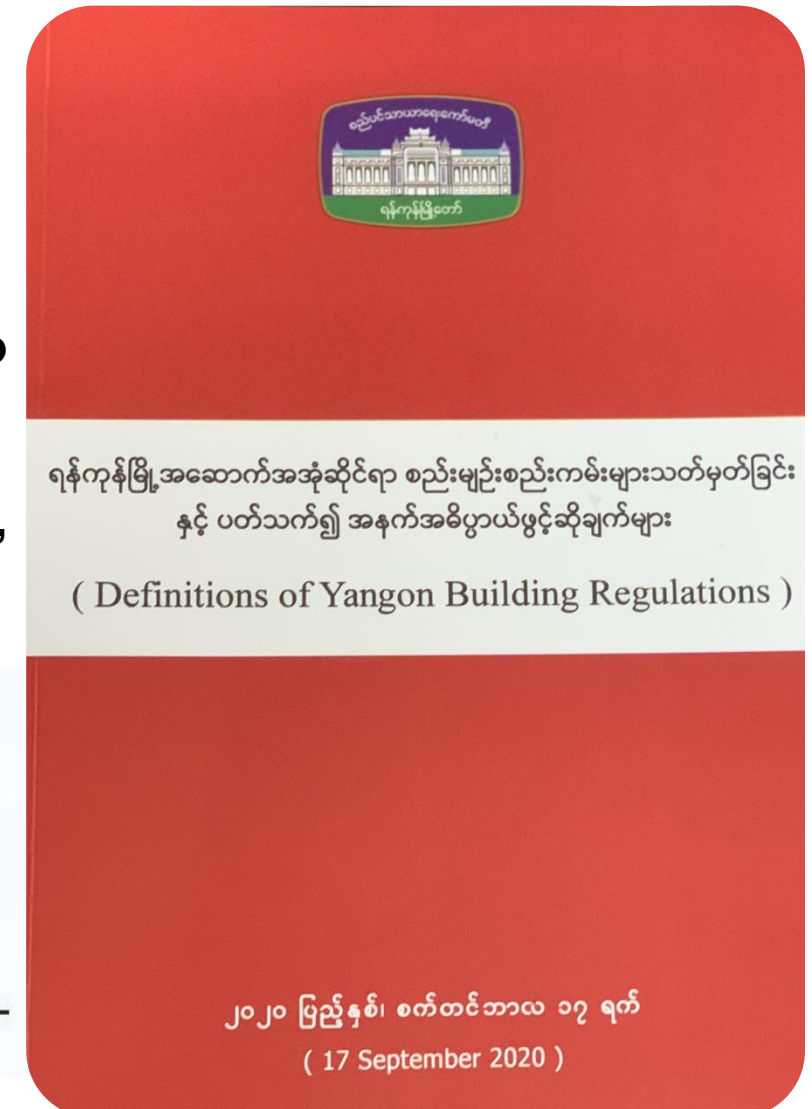 စည်ပင်သာယာရေးကော်မတီ
ရန်ကုန်မြို့တော်
ရန်ကုန်မြို့အဆောက်အအုံဆိုင်ရာ စည်းမျဉ်းစည်းကမ်းများသတ်မှတ်ခြင်း
နှင့် ပတ်သက်၍ အနက်အဓိပ္ပာယ်ဖွင့်ဆိုချက်များ
( Definitions of Yangon Building Regulations )
၂၀၂၀ ပြည့်နှစ်၊ စက်တင်ဘာလ ၁၇ ရက်
( 17 September 2020 )